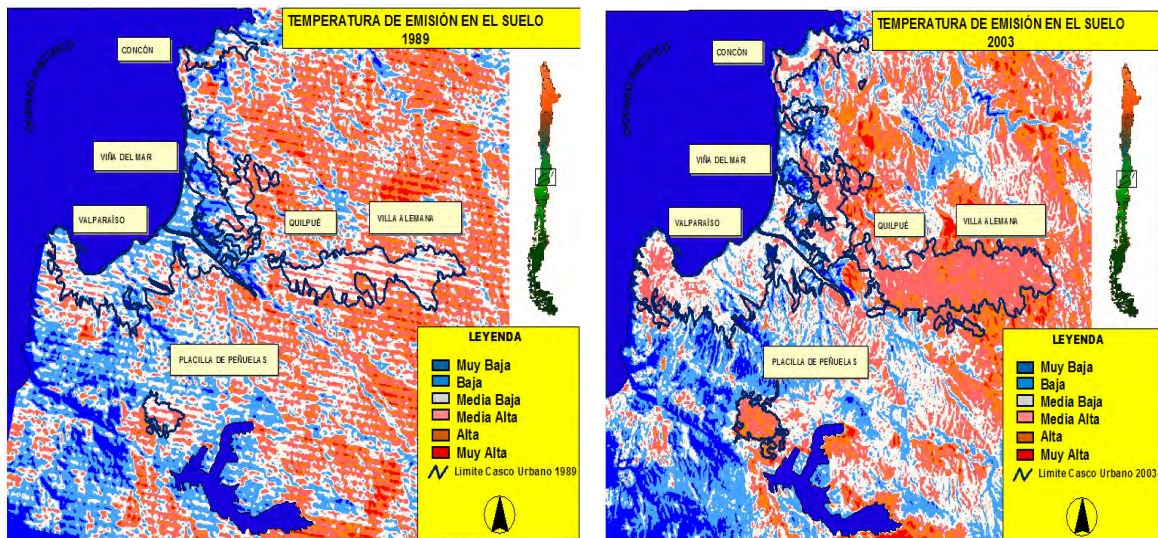 TEMPERATURA DE EMISIÓN EN EL SUELO
1989
OCEANO PACÍFICO
CONCÓN
VIÑA DEL MAR
VALPARAÍSO
QUILPUÉ
VILLA ALEMANA
PLACILLA DE PEÑUELAS
LEYENDA
Muy Baja
Baja
Media Baja
Media Alta
Alta
Muy Alta
Limite Casco Urbano 1989
TEMPERATURA DE EMISIÓN EN EL SUELO
2003
OCEANO PACÍFICO
CONCÓN
VIÑA DEL MAR
VALPARAÍSO
QUILPUÉ
VILLA ALEMANA
PLACILLA DE PEÑUELAS
LEYENDA
Muy Baja
Baja
Media Baja
Media Alta
Alta
Muy Alta
Limite Casco Urbano 2003